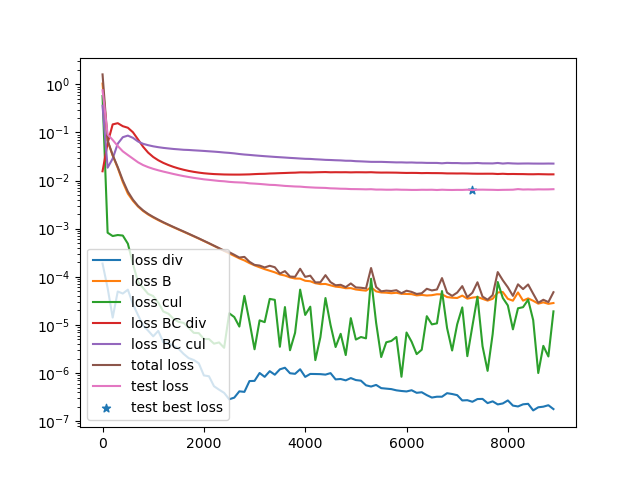 10⁰
10⁻¹
10⁻²
10⁻³
10⁻⁴
10⁻⁵
10⁻⁶
10⁻⁷
loss div
loss B
loss cul
loss BC div
loss BC cul
total loss
test loss
test best loss
0 2000 4000 6000 8000